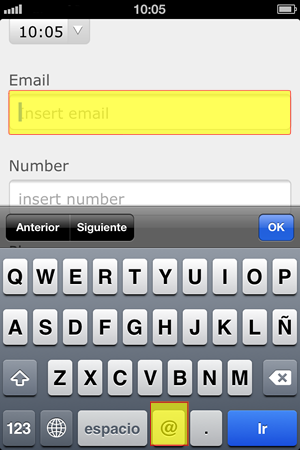 10:05
10:05
Email
Insert email
Number
insert number
Anterior Siguiente OK
Q W E R T Y U I O P
A S D F G H J K L Ñ
Z X C V B N M
123 espacio @ . Ir